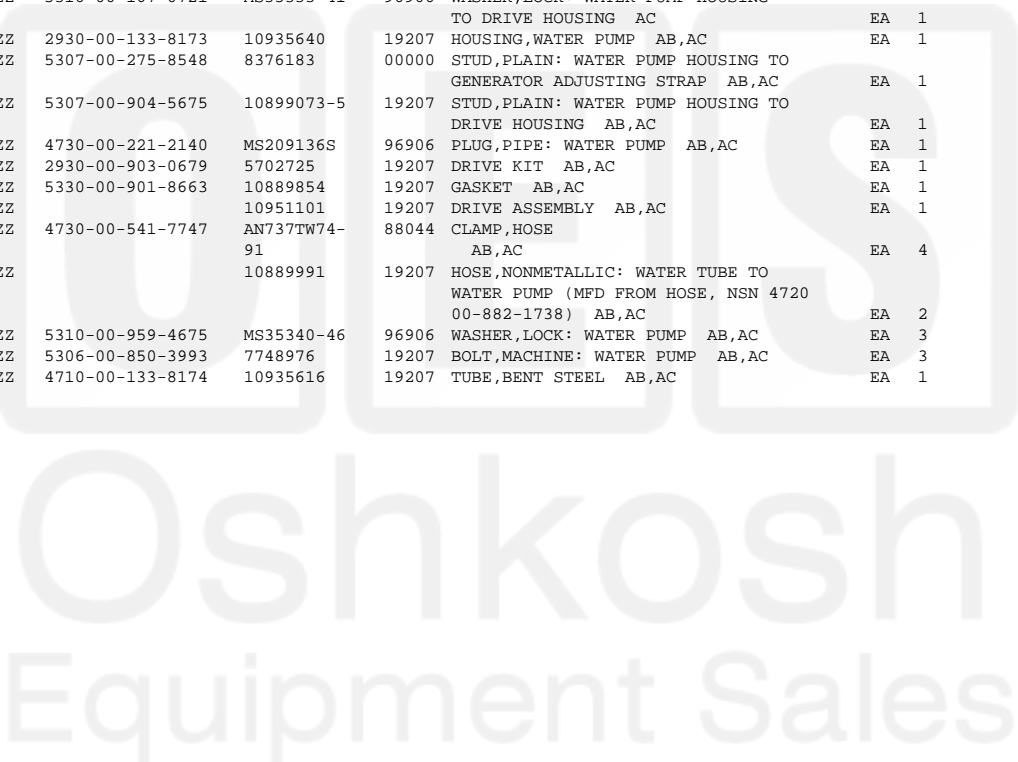 TO DRIVE HOUSING AC EA 1
ZZ 2930-00-133-8173 10935640 19207 HOUSING,WATER PUMP AB,AC EA 1
ZZ 5307-00-275-8548 8376183 00000 STUD,PLAIN: WATER PUMP HOUSING TO
GENERATOR ADJUSTING STRAP AB,AC EA 1
ZZ 5307-00-904-5675 10899073-5 19207 STUD,PLAIN: WATER PUMP HOUSING TO
DRIVE HOUSING AB,AC EA 1
ZZ 4730-00-221-2140 MS209136S 96906 PLUG,PIPE: WATER PUMP AB,AC EA 1
ZZ 2930-00-903-0679 5702725 19207 DRIVE KIT AB,AC EA 1
ZZ 5330-00-901-8663 10889854 19207 GASKET AB,AC EA 1
ZZ 10951101 19207 DRIVE ASSEMBLY AB,AC EA 1
ZZ 4730-00-541-7747 AN737TW74- 88044 CLAMP,HOSE
91 AB,AC EA 4
ZZ 10889991 19207 HOSE,NONMETALLIC: WATER TUBE TO
WATER PUMP (MFD FROM HOSE, NSN 4720
00-882-1738) AB,AC EA 2
ZZ 5310-00-959-4675 MS35340-46 96906 WASHER,LOCK: WATER PUMP AB,AC EA 3
ZZ 5306-00-850-3993 7748976 19207 BOLT,MACHINE: WATER PUMP AB,AC EA 3
ZZ 4710-00-133-8174 10935616 19207 TUBE,BENT STEEL AB,AC EA 1
OES
Oshkosh
Equipment Sales